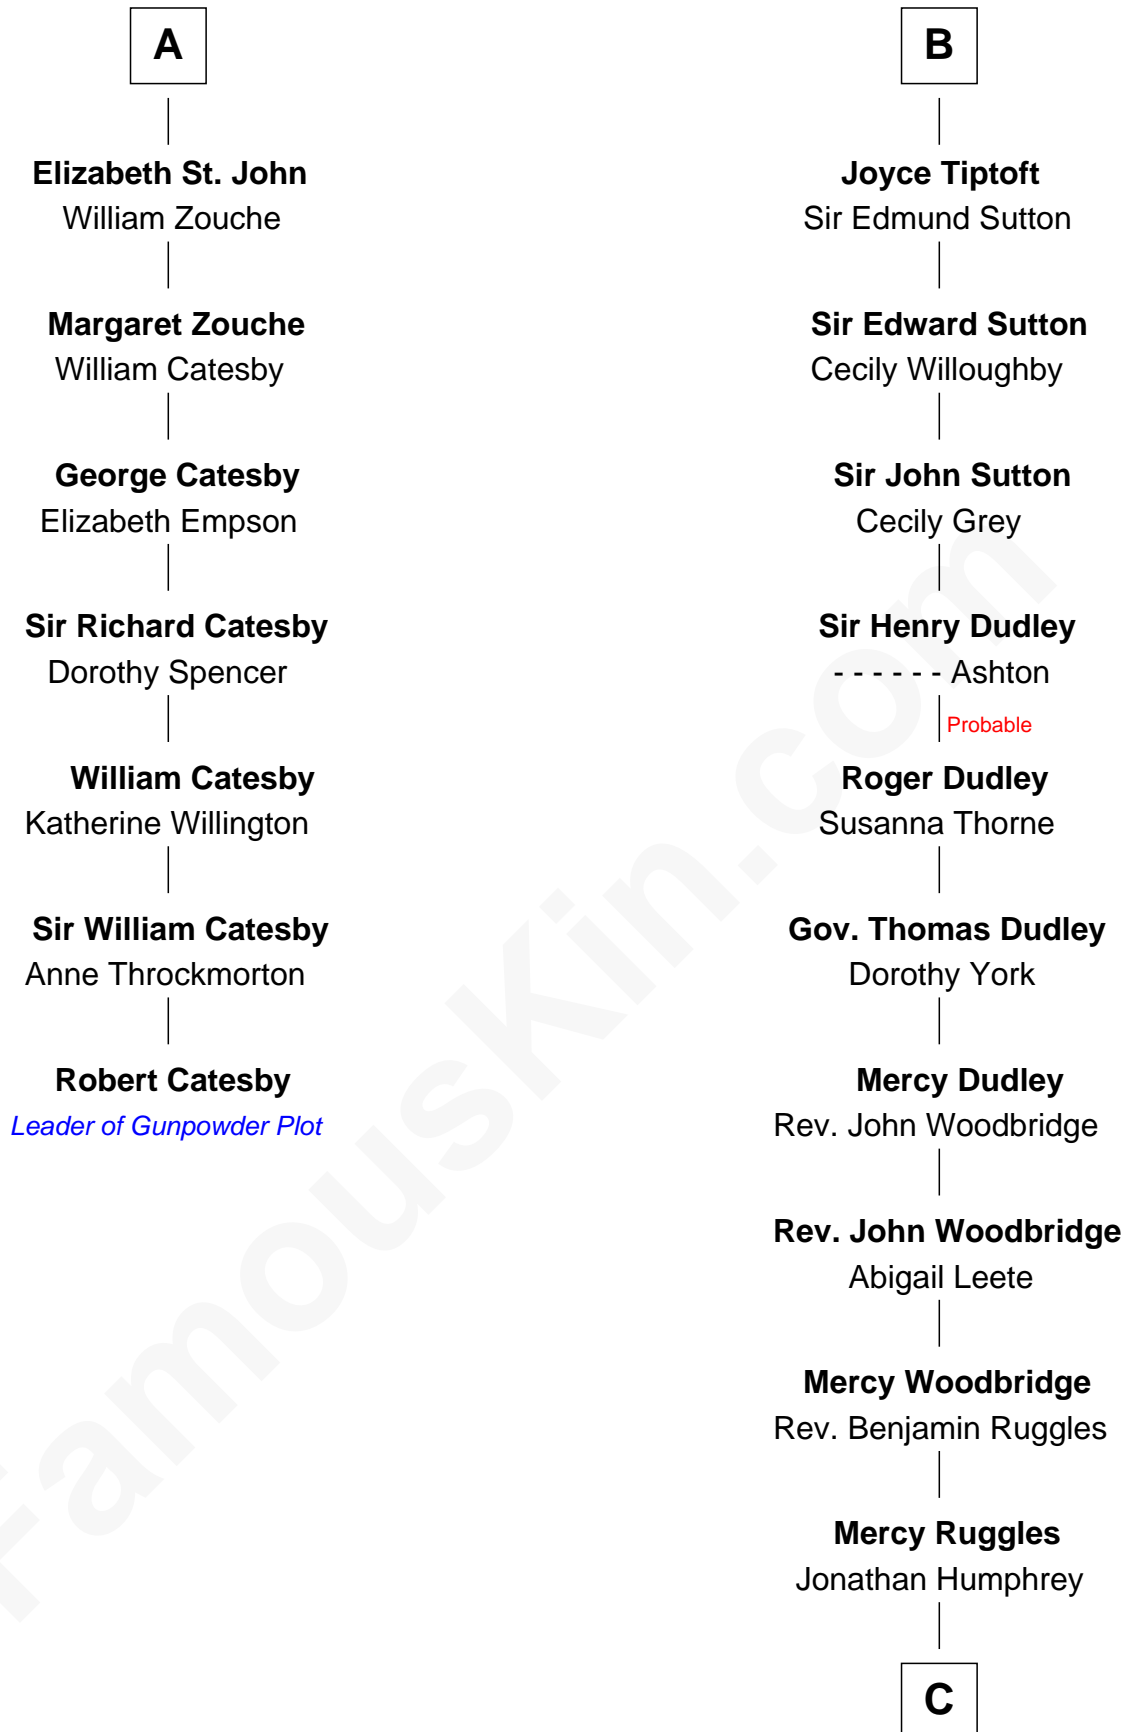 A
Elizabeth St. John
William Zouche
Margaret Zouche
William Catesby
George Catesby
Elizabeth Empson
Sir Richard Catesby
Dorothy Spencer
William Catesby
Katherine Willington
Sir William Catesby
Anne Throckmorton
Robert Catesby
Leader of Gunpowder Plot
B
Joyce Tiptoft
Sir Edmund Sutton
Sir Edward Sutton
Cecily Willoughby
Sir John Sutton
Cecily Grey
Sir Henry Dudley
- - - - - - Ashton
Probable
Roger Dudley
Susanna Thorne
Gov. Thomas Dudley
Dorothy York
Mercy Dudley
Rev. John Woodbridge
Rev. John Woodbridge
Abigail Leete
Mercy Woodbridge
Rev. Benjamin Ruggles
Mercy Ruggles
Jonathan Humphrey
C
FamousKin.com